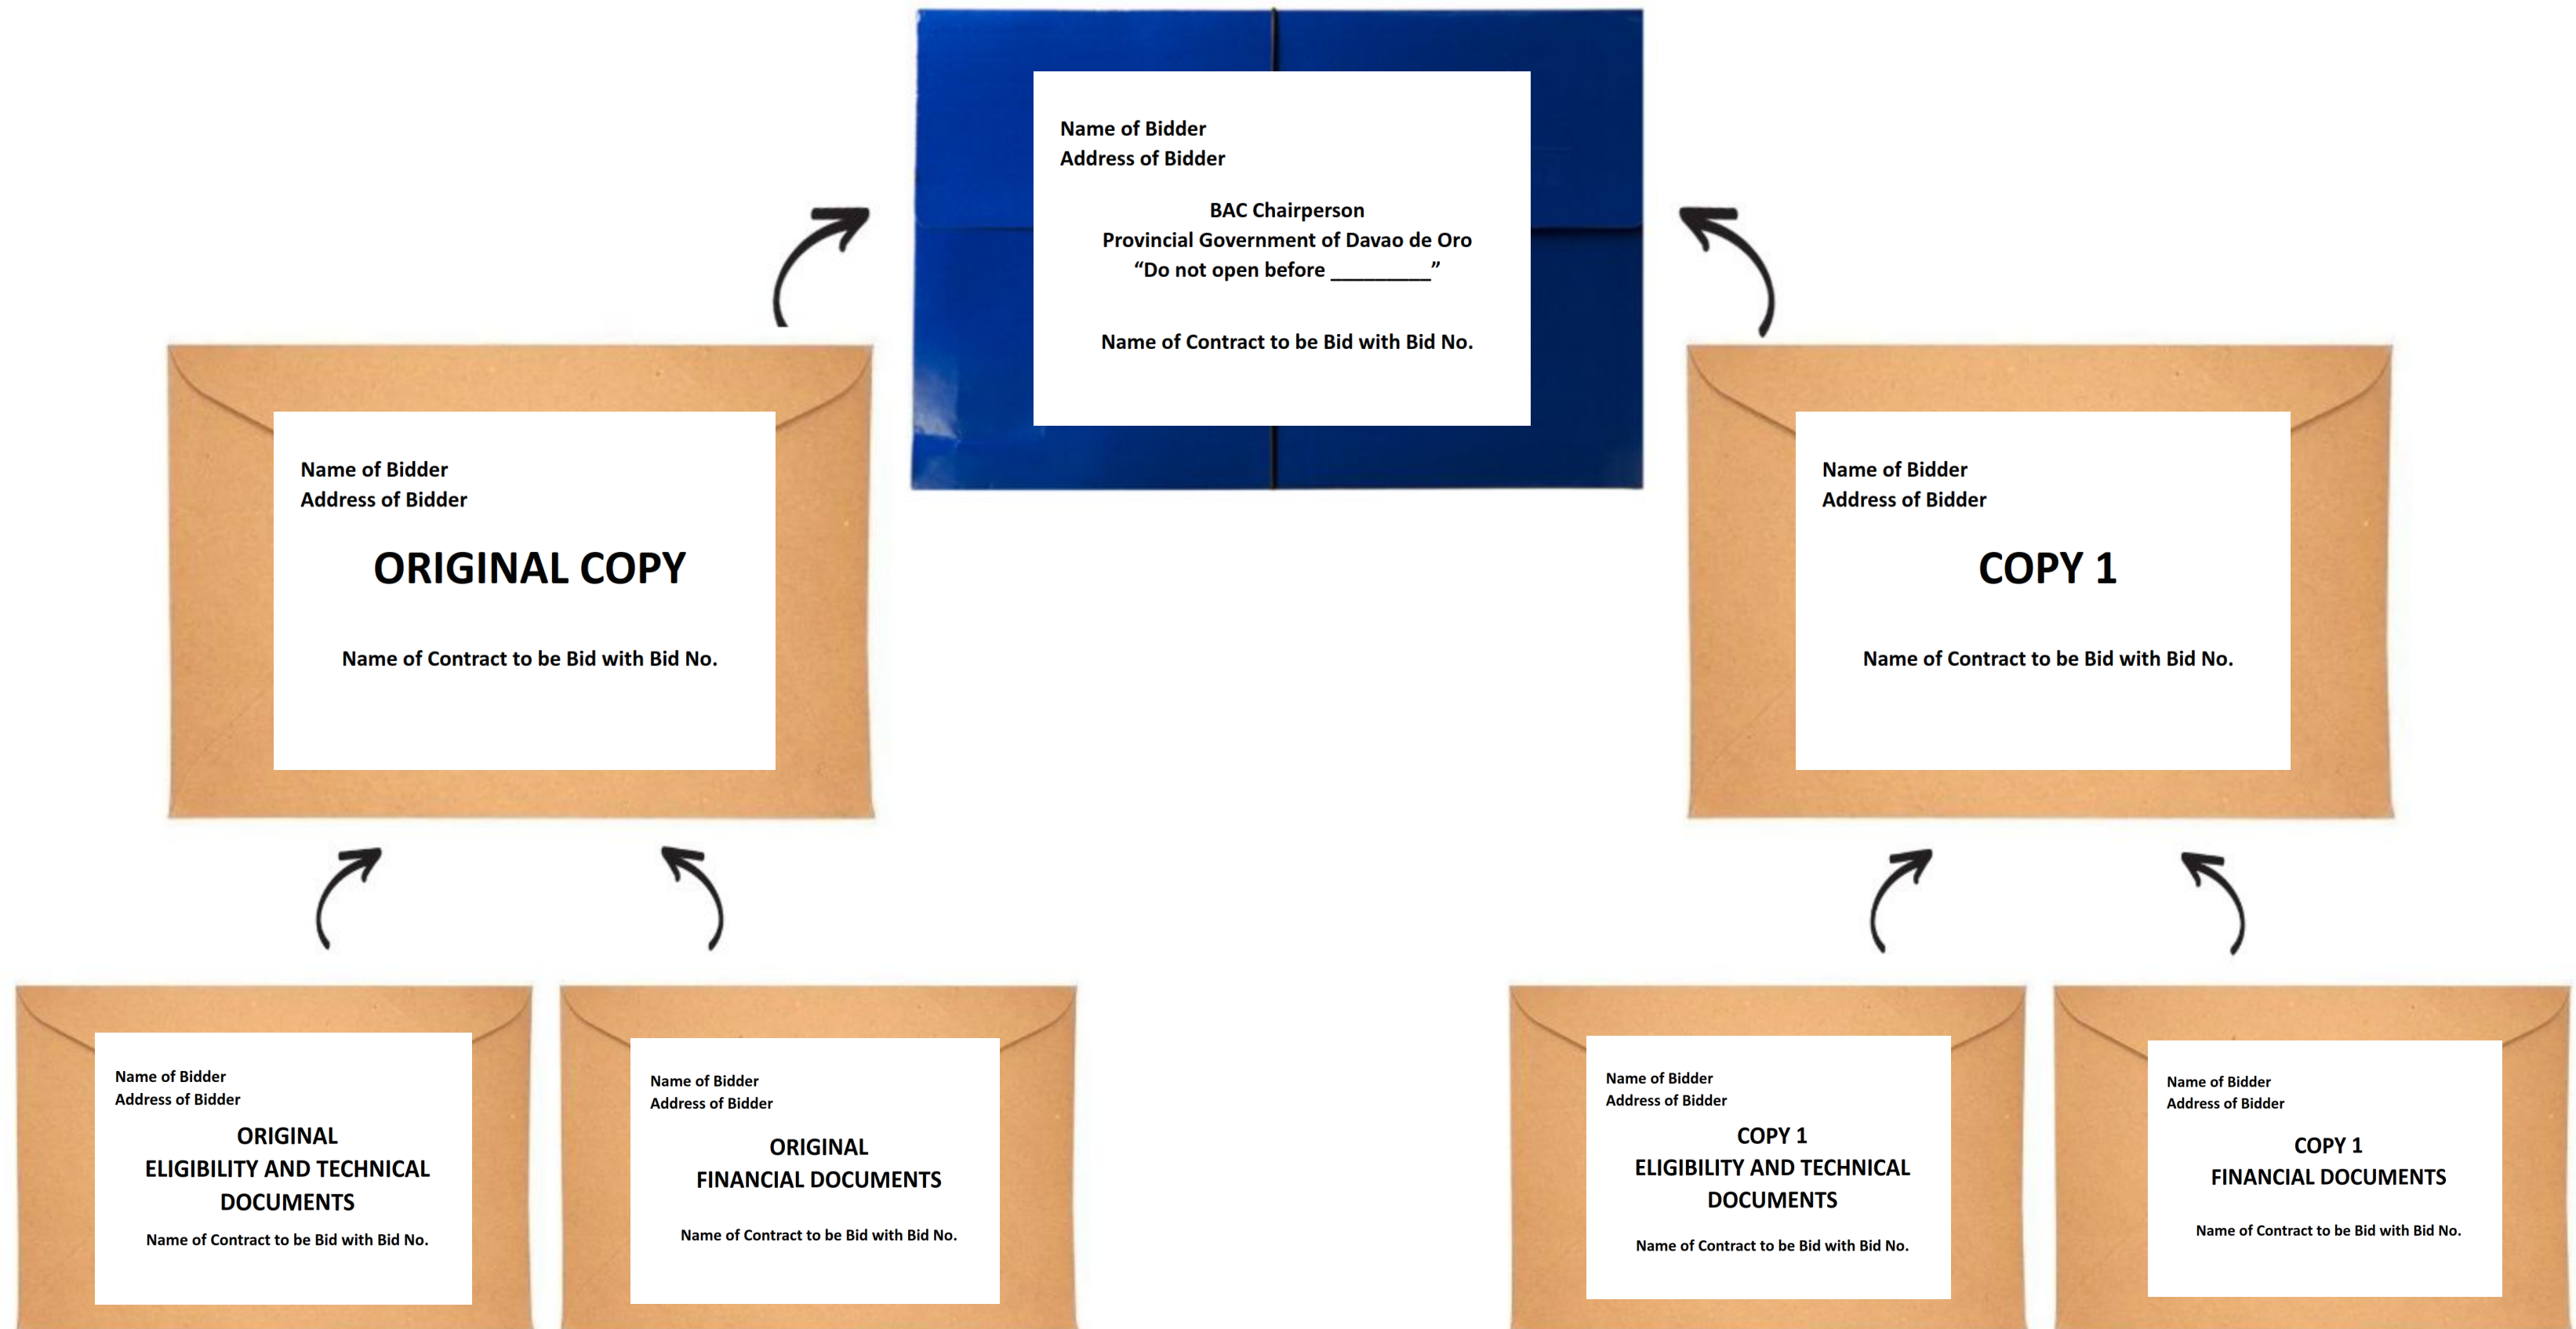 Name of Bidder
Address of Bidder
BAC Chairperson
Provincial Government of Davao de Oro
“Do not open before _________”
Name of Contract to be Bid with Bid No.
Name of Bidder
Address of Bidder
ORIGINAL COPY
Name of Contract to be Bid with Bid No.
Name of Bidder
Address of Bidder
COPY 1
Name of Contract to be Bid with Bid No.
Name of Bidder
Address of Bidder
ORIGINAL
ELIGIBILITY AND TECHNICAL
DOCUMENTS
Name of Contract to be Bid with Bid No.
Name of Bidder
Address of Bidder
ORIGINAL
FINANCIAL DOCUMENTS
Name of Contract to be Bid with Bid No.
Name of Bidder
Address of Bidder
COPY 1
ELIGIBILITY AND TECHNICAL
DOCUMENTS
Name of Contract to be Bid with Bid No.
Name of Bidder
Address of Bidder
COPY 1
FINANCIAL DOCUMENTS
Name of Contract to be Bid with Bid No.